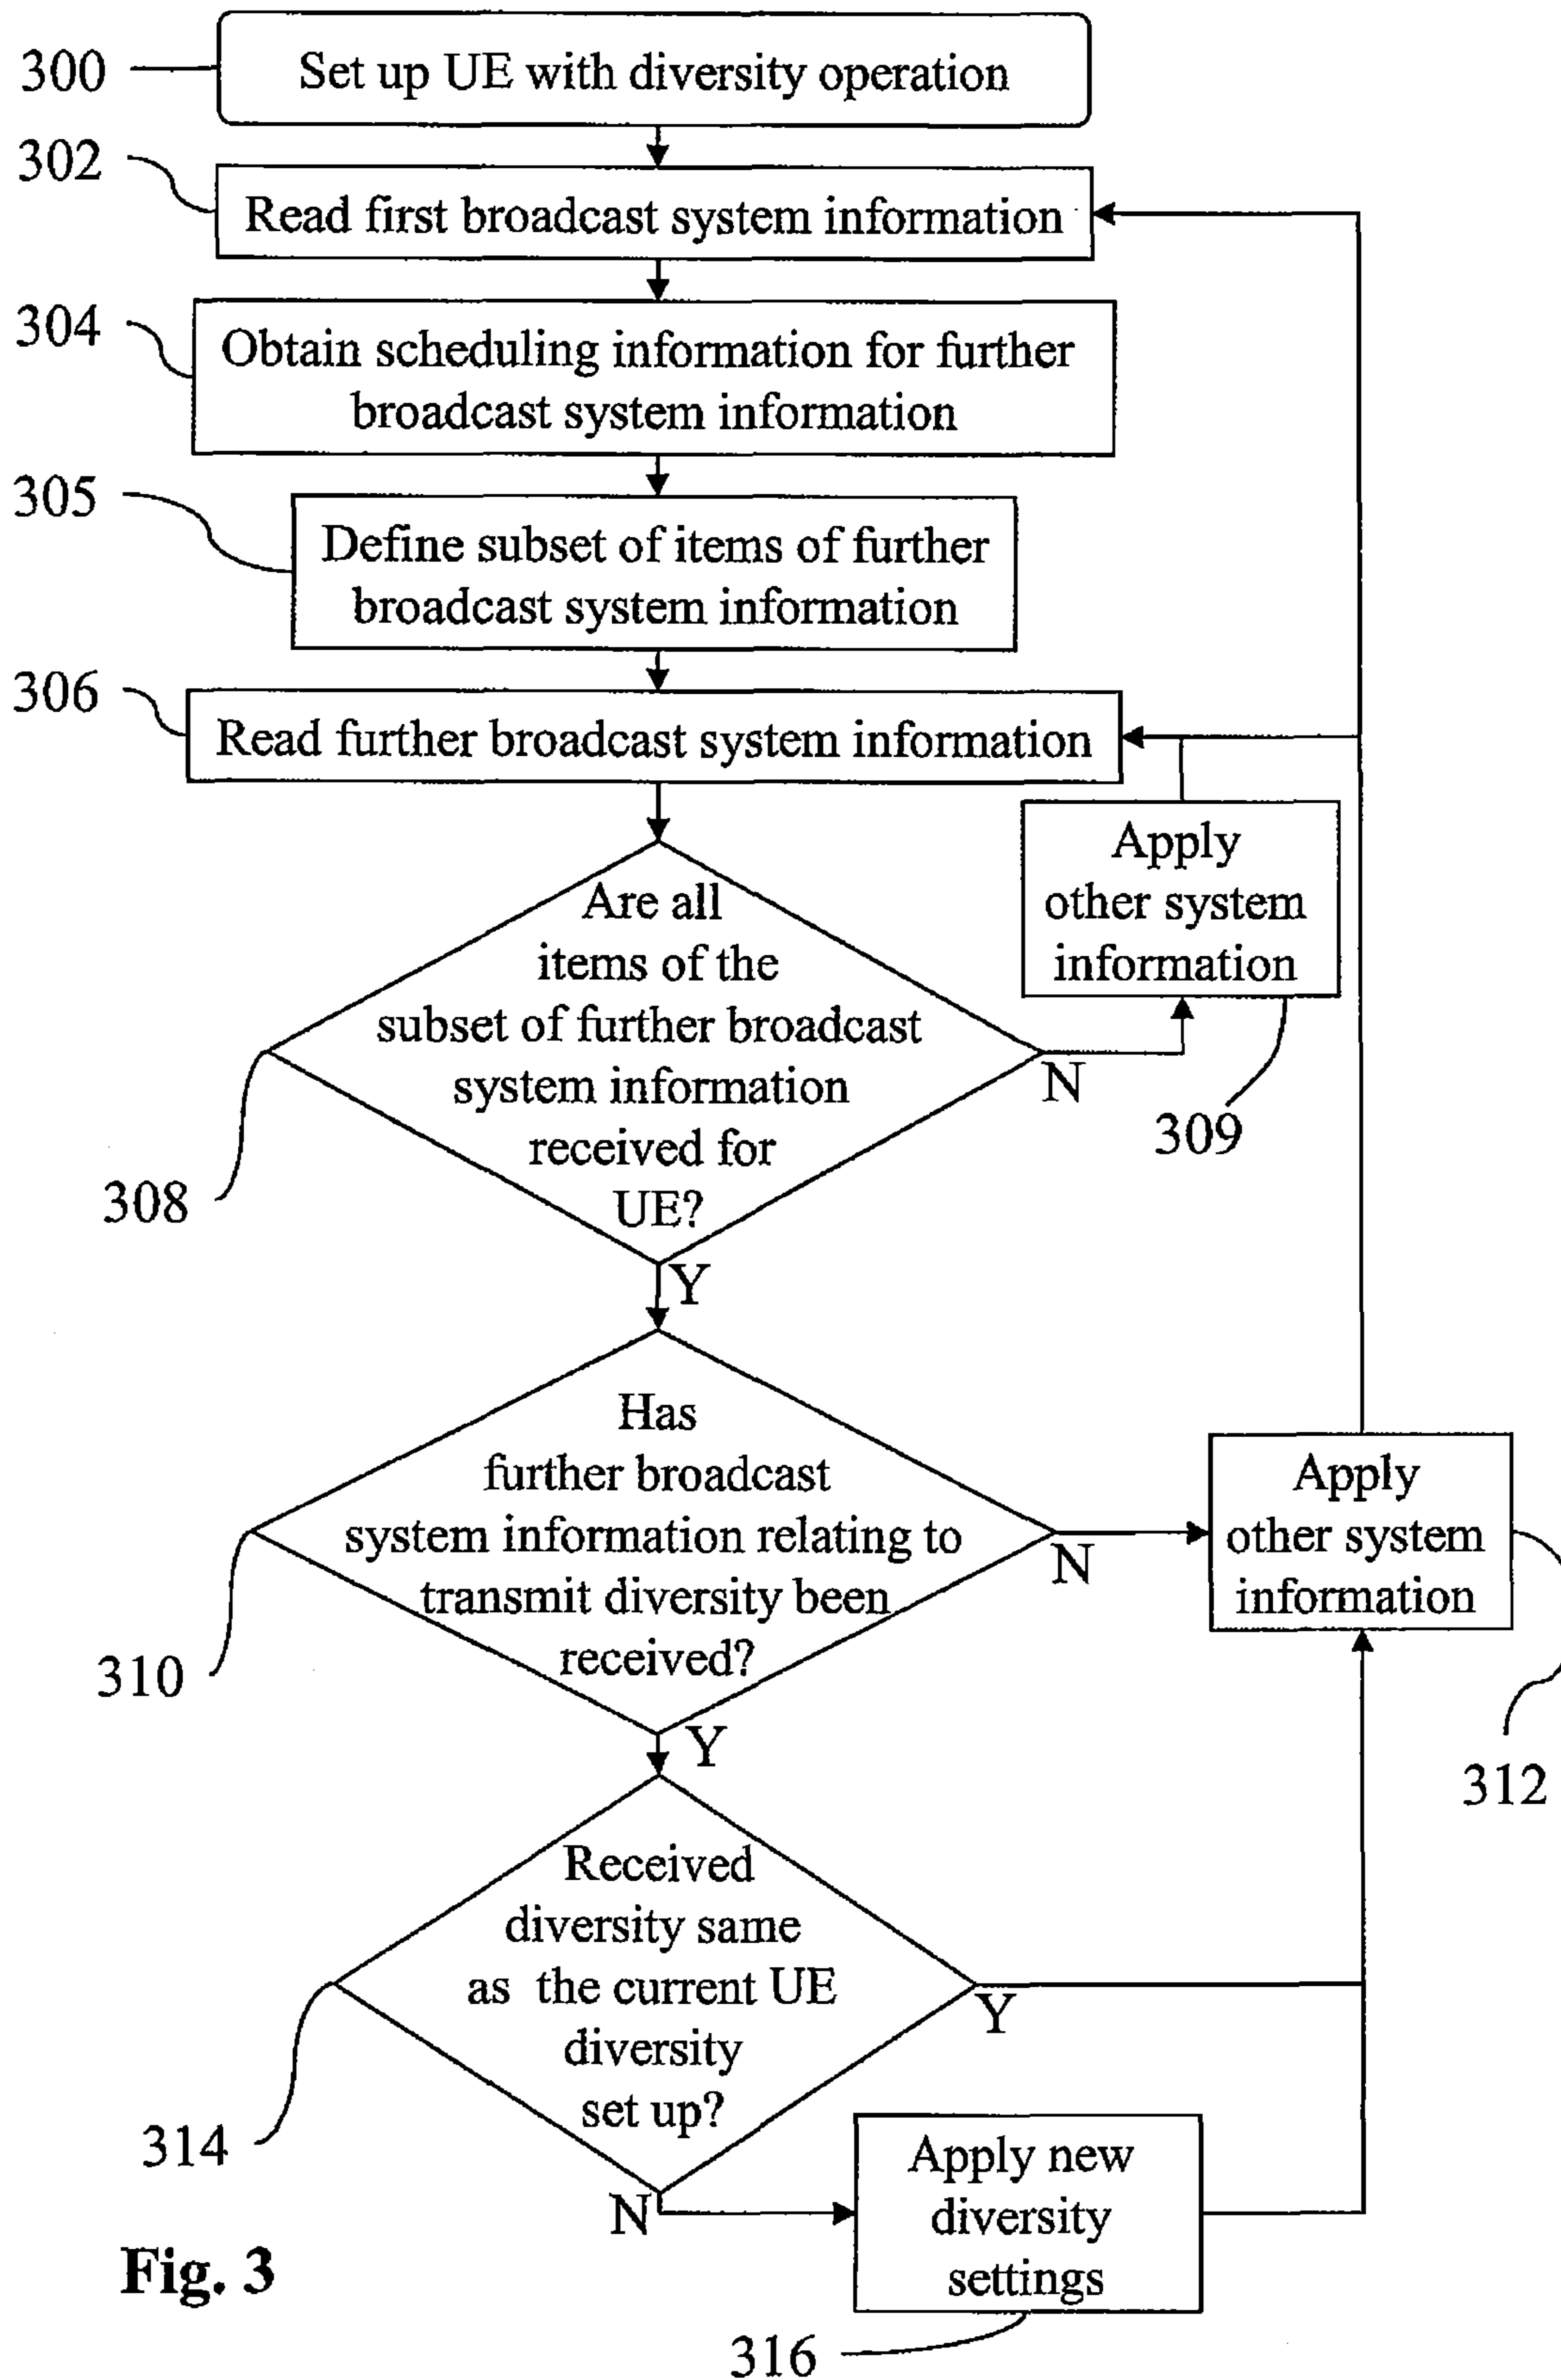 300
Set up UE with diversity operation
302
Read first broadcast system information
304
Obtain scheduling information for further
broadcast system information
305
Define subset of items of further
broadcast system information
306
Read further broadcast system information
Apply
other system
information
309
Are all
items of the
subset of further broadcast
system information
received for
UE?
N
308
Y
Has
further broadcast
system information relating to
transmit diversity been
received?
N
310
Apply
other system
information
312
Y
Received
diversity same
as the current UE
diversity
set up?
Y
314
N
Apply new
diversity
settings
316
Fig. 3